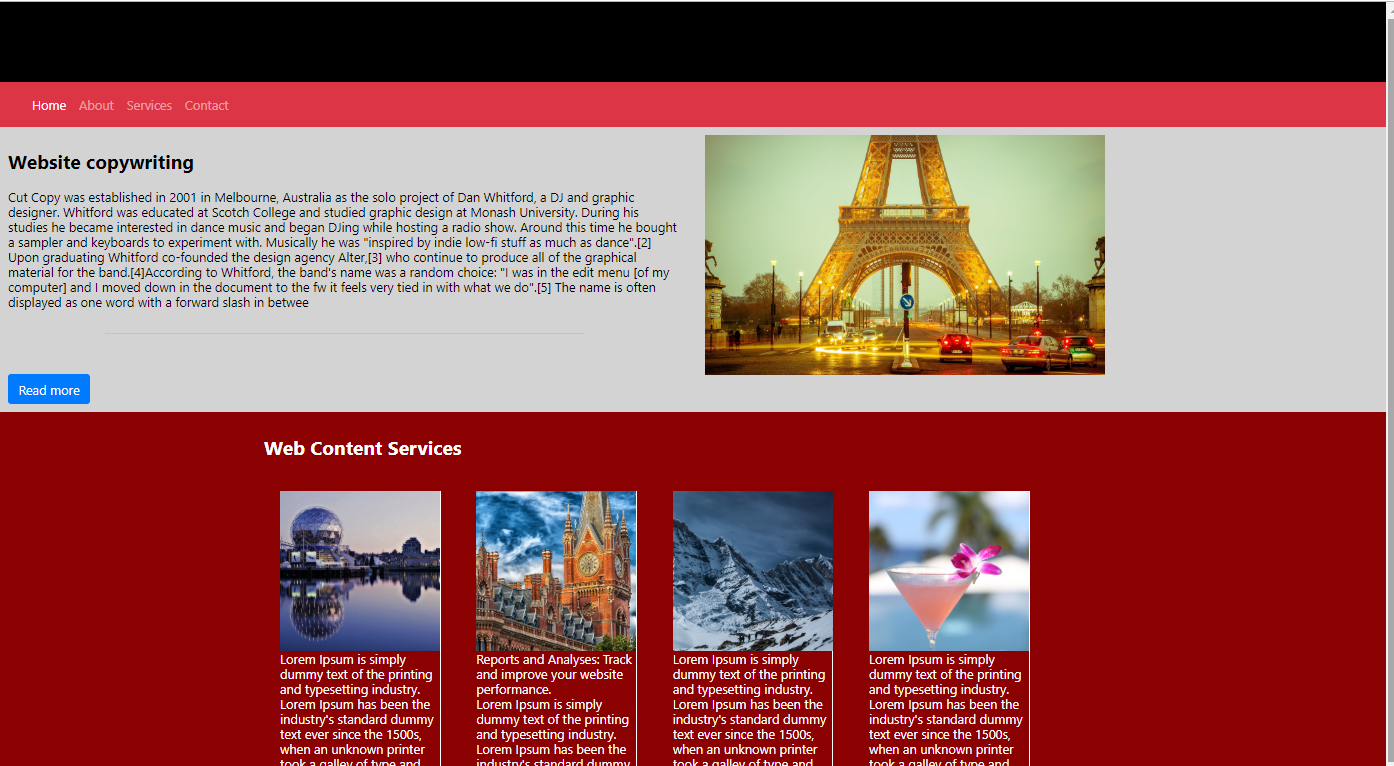 Home About Services Contact
Website copywriting
Cut Copy was established in 2001 in Melbourne, Australia as the solo project of Dan Whitford, a DJ and graphic
designer. Whitford was educated at Scotch College and studied graphic design at Monash University. During his
studies he became interested in dance music and began DJing while hosting a radio show. Around this time he bought
a sampler and keyboards to experiment with. Musically he was "inspired by indie low-fi stuff as much as dance".[2]
Upon graduating Whitford co-founded the design agency Alter,[3] who continue to produce all of the graphical
material for the band.[4]According to Whitford, the band's name was a random choice: "I was in the edit menu [of my
computer] and I moved down in the document to the fw it feels very tied in with what we do".[5] The name is often
displayed as one word with a forward slash in betwee
Read more
Web Content Services
Lorem Ipsum is simply
dummy text of the printing
and typesetting industry.
Lorem Ipsum has been the
industry's standard dummy
text ever since the 1500s,
when an unknown printer
took a galley of type and
Reports and Analyses: Track
and improve your website
performance.
Lorem Ipsum is simply
dummy text of the printing
and typesetting industry.
Lorem Ipsum has been the
industry's standard dummy
Lorem Ipsum is simply
dummy text of the printing
and typesetting industry.
Lorem Ipsum has been the
industry's standard dummy
text ever since the 1500s,
when an unknown printer
took a galley of type and
Lorem Ipsum is simply
dummy text of the printing
and typesetting industry.
Lorem Ipsum has been the
industry's standard dummy
text ever since the 1500s,
when an unknown printer
took a galley of type and